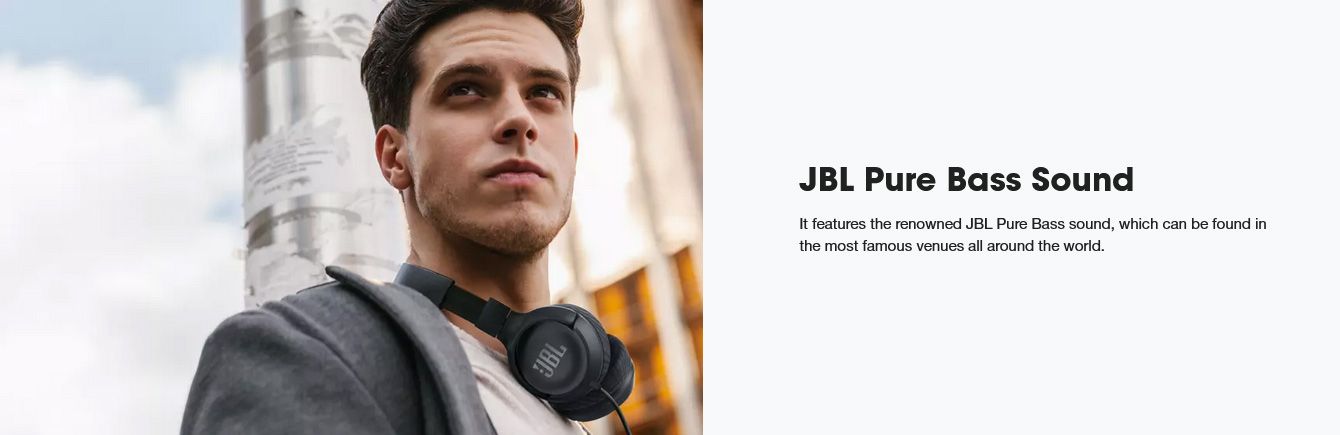 JBL Pure Bass Sound
It features the renowned JBL Pure Bass sound, which can be found in
the most famous venues all around the world.
JBL